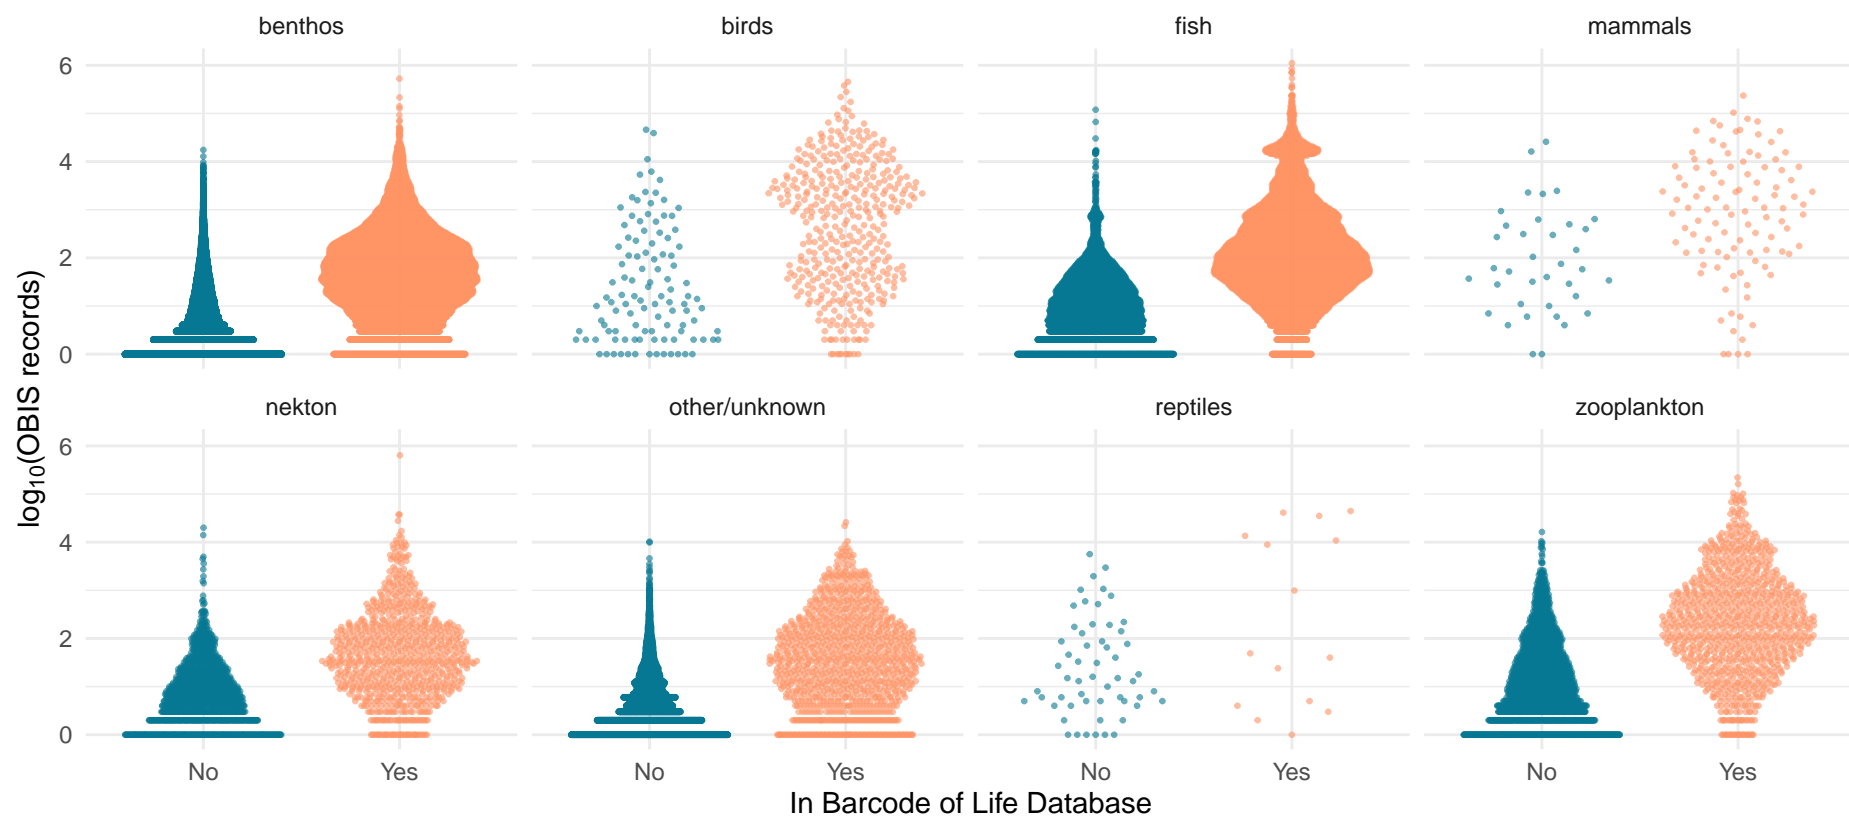 benthos birds fish mammals
6
4
2
0
nekton other/unknown reptiles zooplankton
6
4
2
0
log₁₀(OBIS records)
No Yes No Yes No Yes No Yes
In Barcode of Life Database